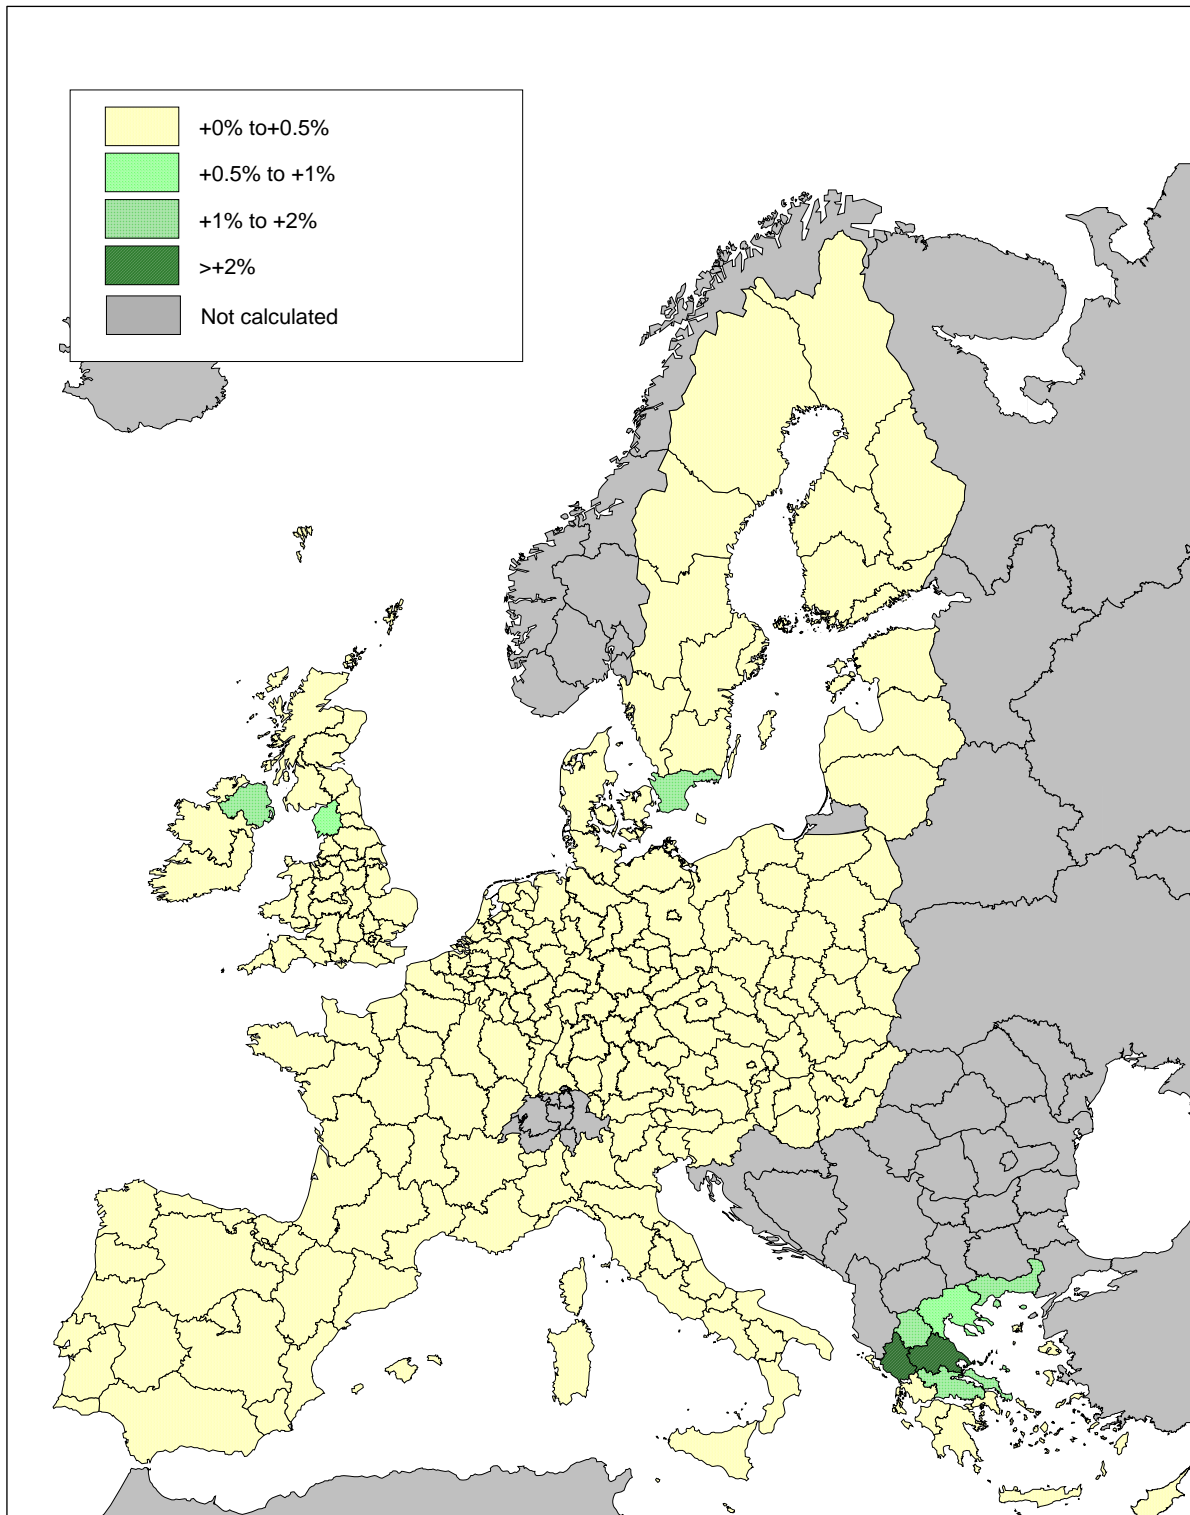 +0% to+0.5%
+0.5% to +1%
+1% to +2%
>+2%
Not calculated